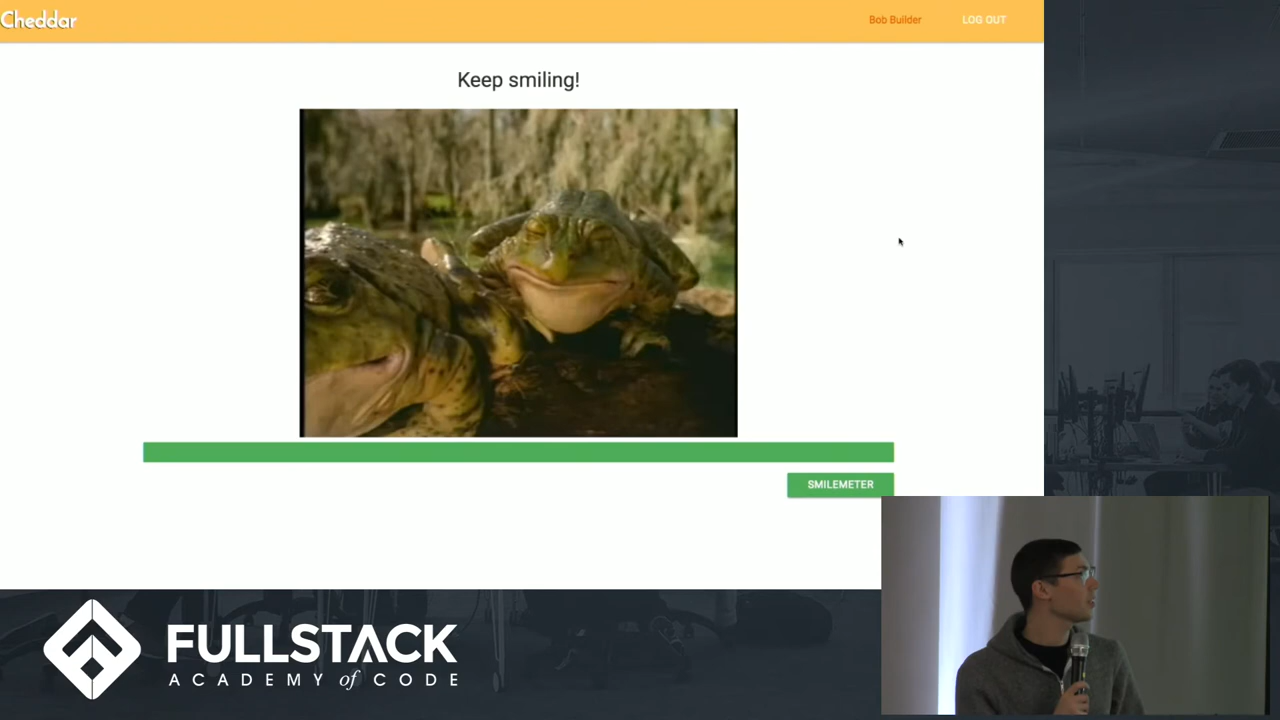 Cheddar
Bob Builder
LOG OUT
Keep smiling!
SMILEMETER
FULLSTACK
ACADEMY of CODE